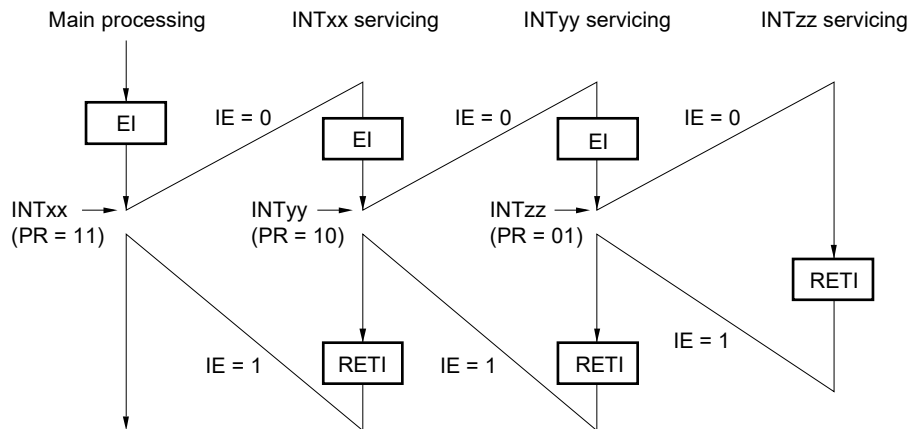 Main processing
INTxx servicing
INTyy servicing
INTzz servicing
EI
IE = 0
EI
IE = 0
EI
IE = 0
INTxx
(PR = 11)
INTyy
(PR = 10)
INTzz
(PR = 01)
RETI
IE = 1
RETI
IE = 1
RETI
IE = 1